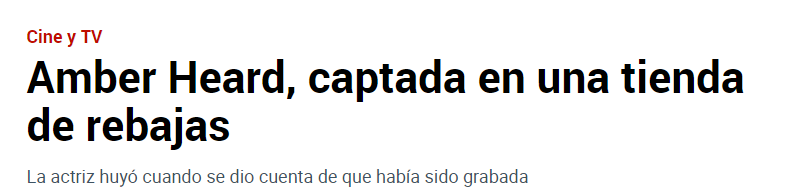 Cine y TV
Amber Heard, captada en una tienda
de rebajas
La actriz huyó cuando se dio cuenta de que había sido grabada